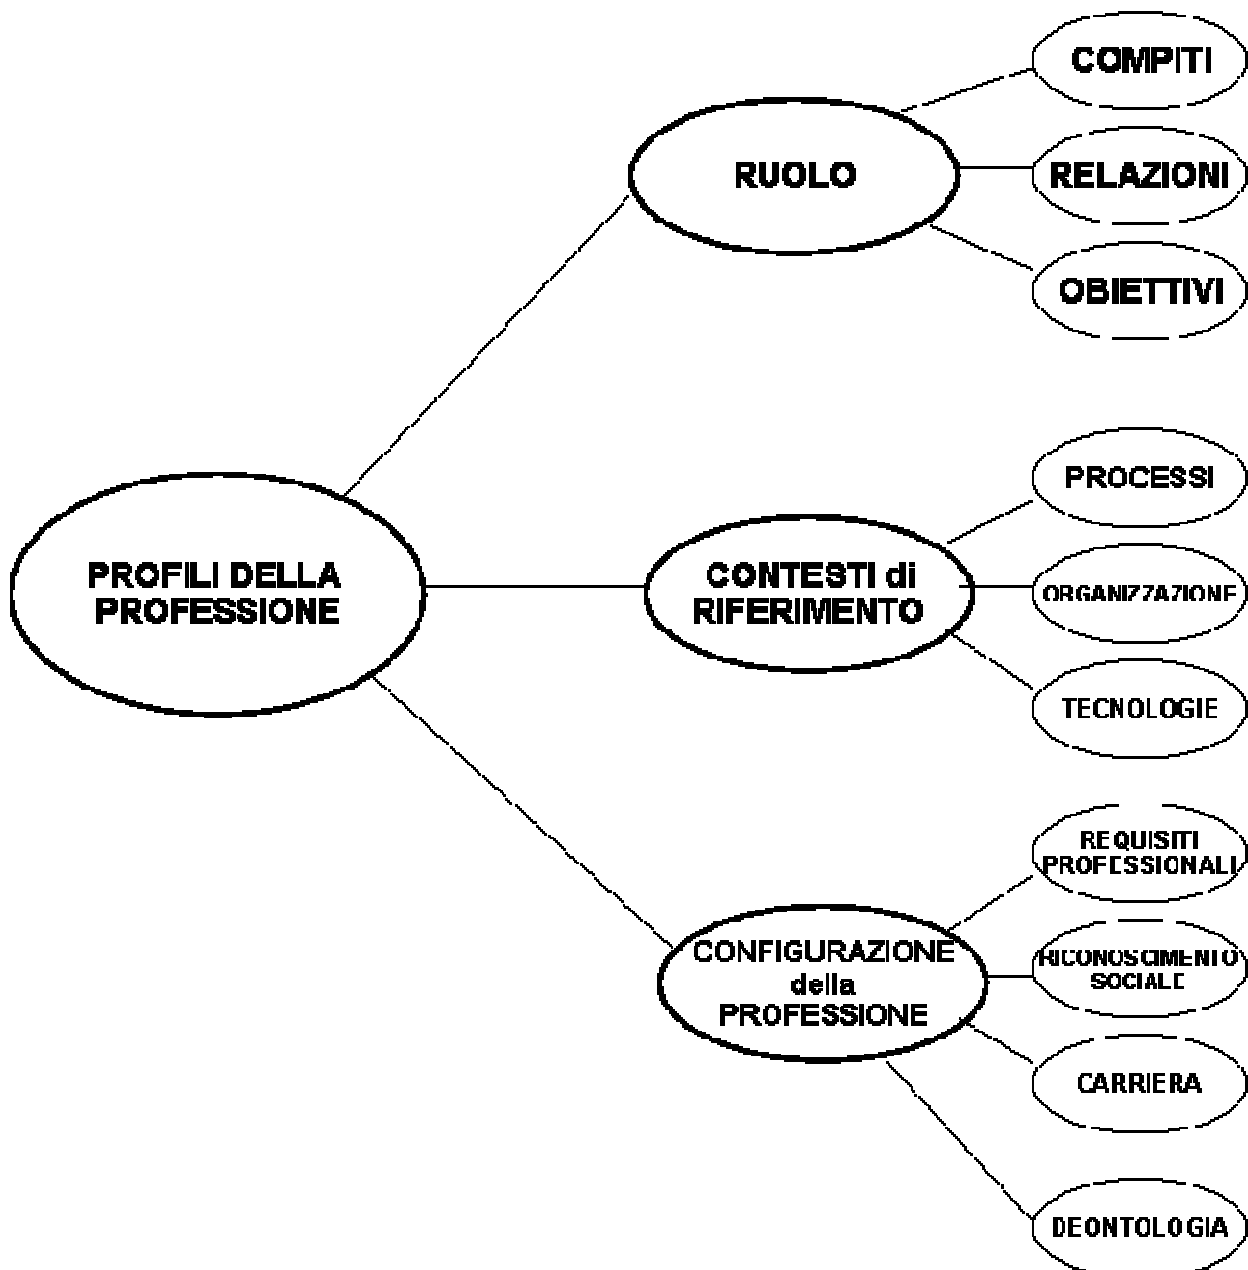 COMPITI
RUOLO
RELAZIONI
OBIETTIVI
PROCESSI
PROFILI DELLA
PROFESSIONE
CONTESTI di
RIFERIMENTO
ORGANIZZAZIONE
TECNOLOGIE
REQUISITI
PROFESSIONALI
CONFIGURAZIONE
della
PROFESSIONE
RICONOSCIMENTO
SOCIALE
CARRIERA
DEONTOLOGIA